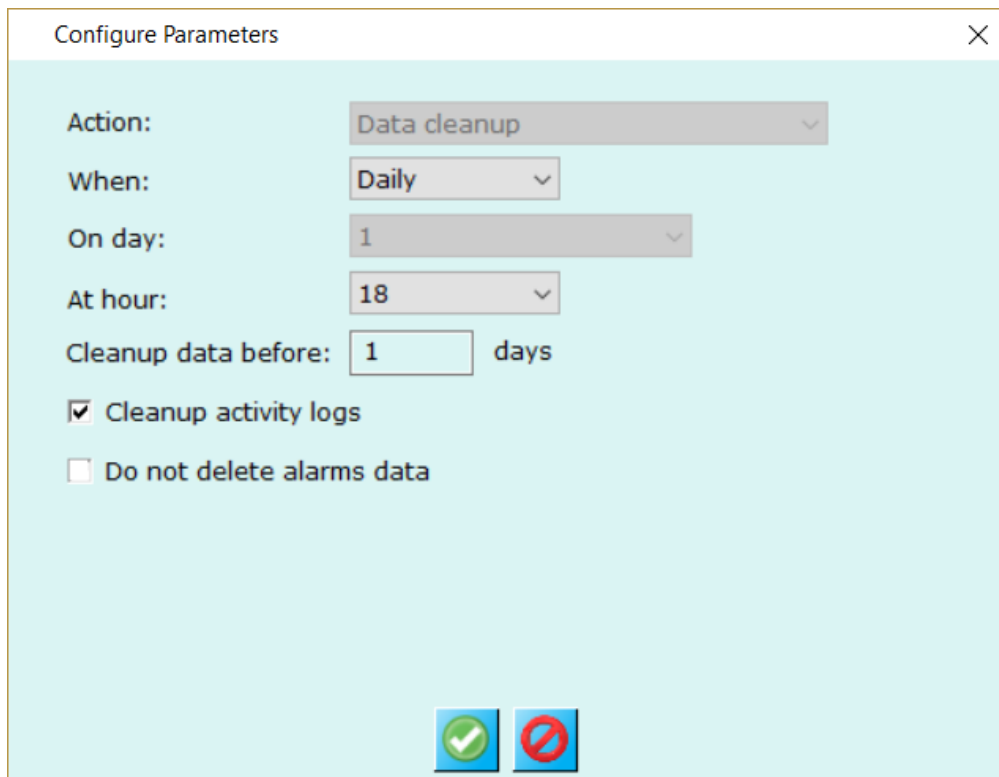 Configure Parameters
Action: Data cleanup
When: Daily
On day: 1
At hour: 18
Cleanup data before: 1 days
Cleanup activity logs
Do not delete alarms data